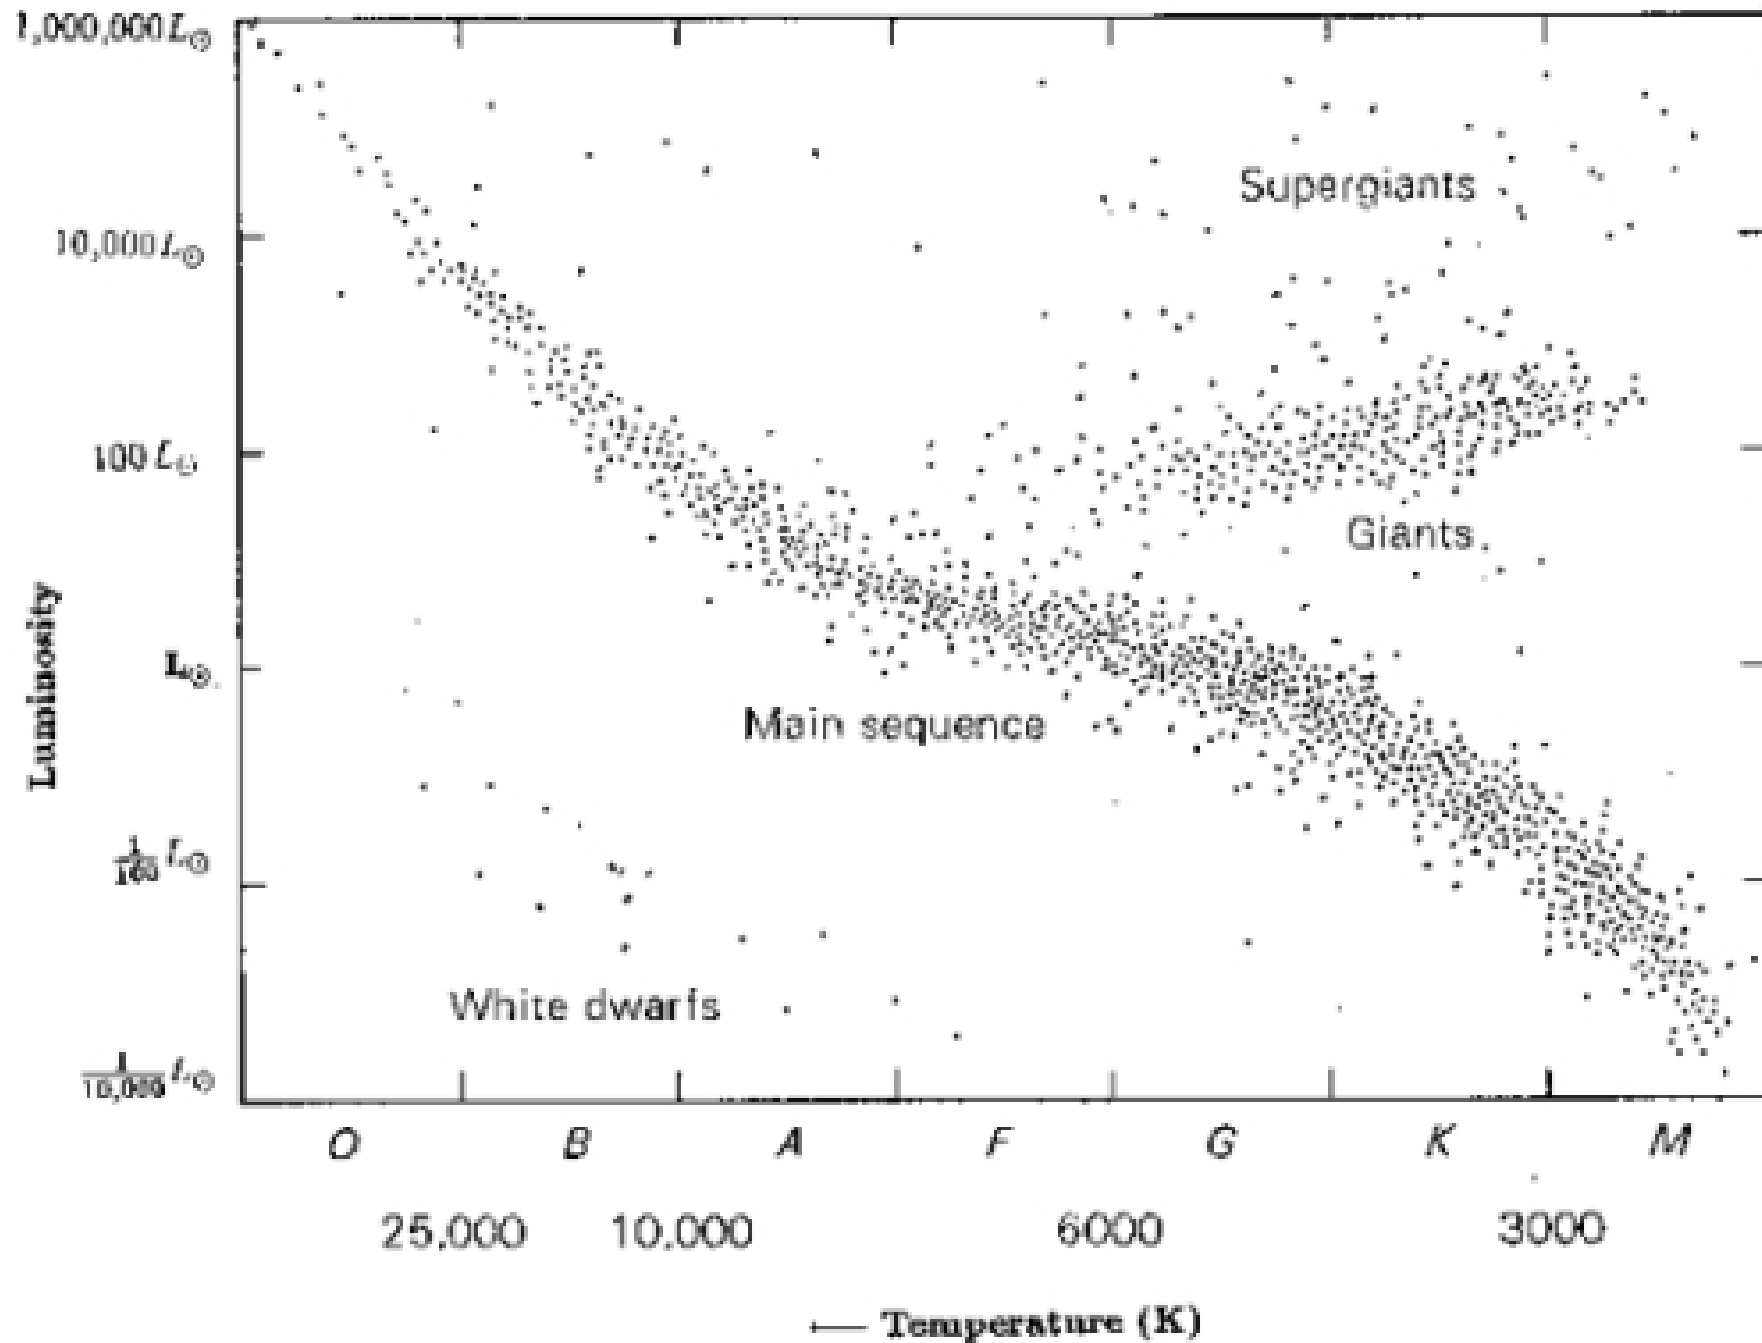 1,000,000 L☉
10,000 L☉
100 L☉
L☉
1/100 L☉
1/10,000 L☉
Luminosity
Supergiants
Giants
Main sequence
White dwarfs
O B A F G K M
25,000 10,000 6000 3000
Temperature (K)